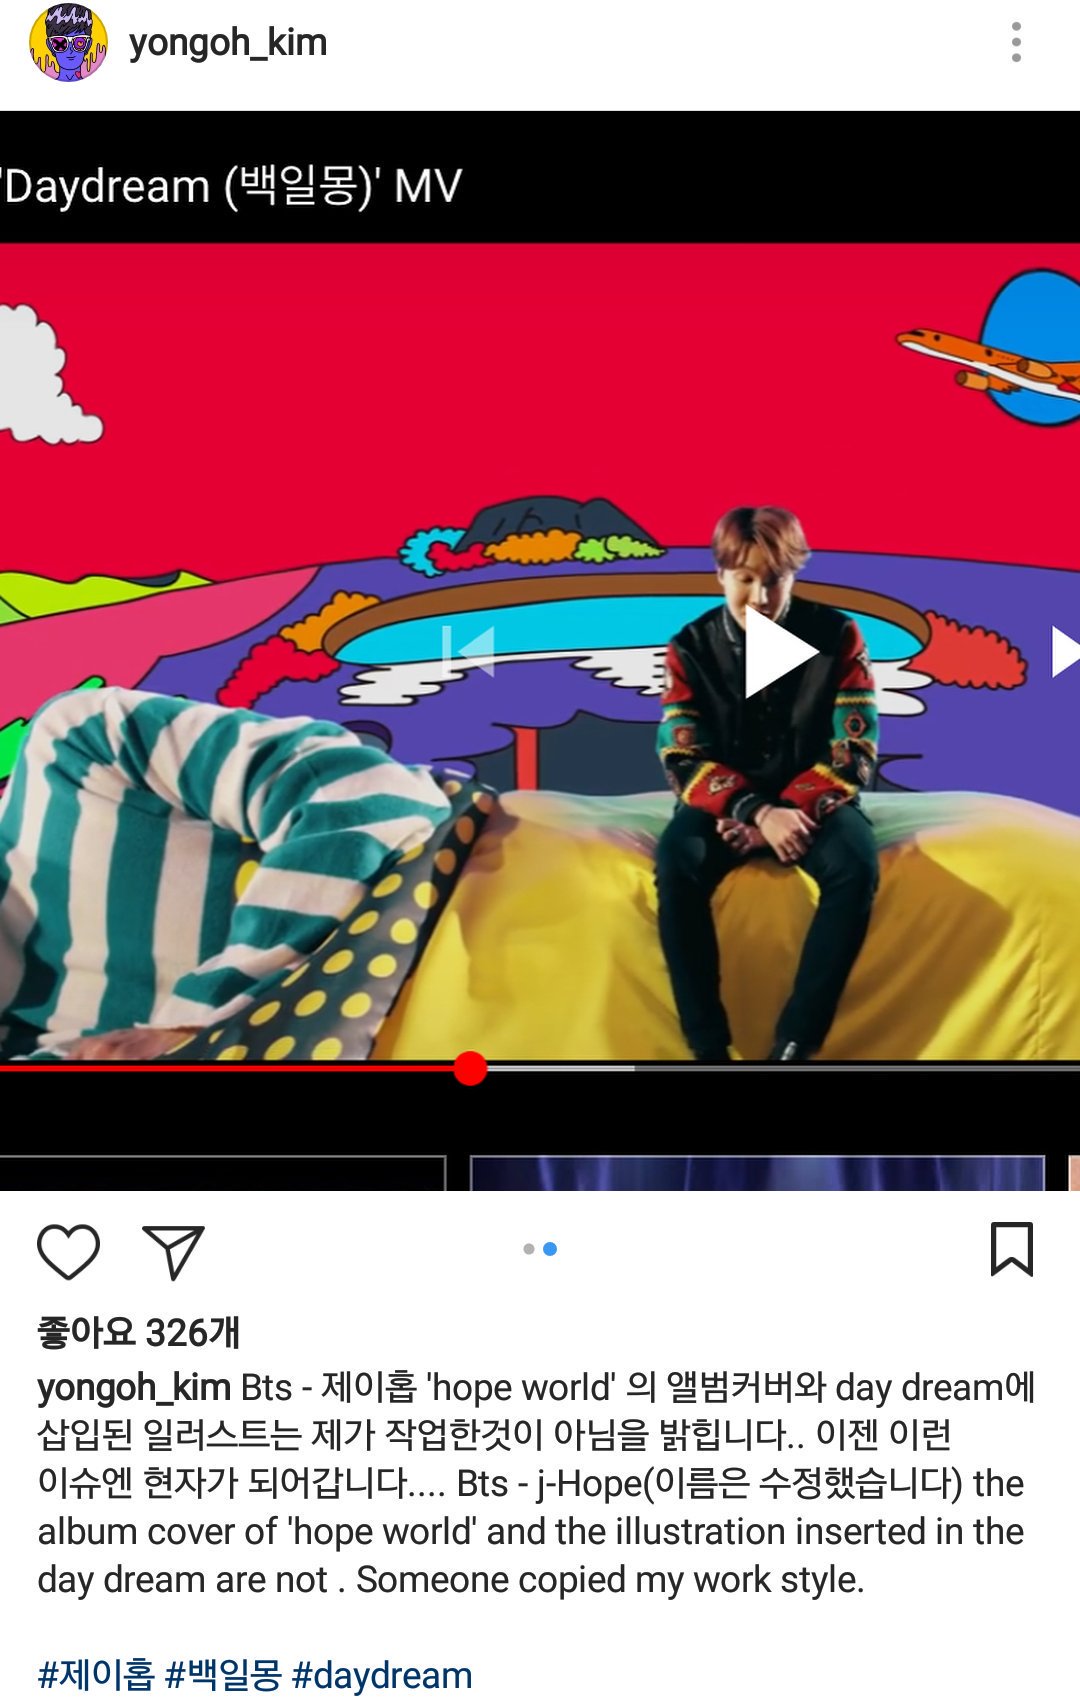 yongoh_kim
'Daydream (백일몽)' MV
좋아요 326개
yongoh_kim Bts - 제이홉 'hope world' 의 앨범커버와 day dream에
삽입된 일러스트는 제가 작업한것이 아님을 밝힙니다.. 이젠 이런
이슈엔 현자가 되어갑니다.... Bts - j-Hope(이름은 수정했습니다) the
album cover of 'hope world' and the illustration inserted in the
day dream are not . Someone copied my work style.
#제이홉 #백일몽 #daydream